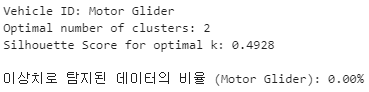 Vehicle ID: Motor Glider
Optimal number of clusters: 2
Silhouette Score for optimal k: 0.4928
이상치로 탐지된 데이터의 비율 (Motor Glider): 0.00%